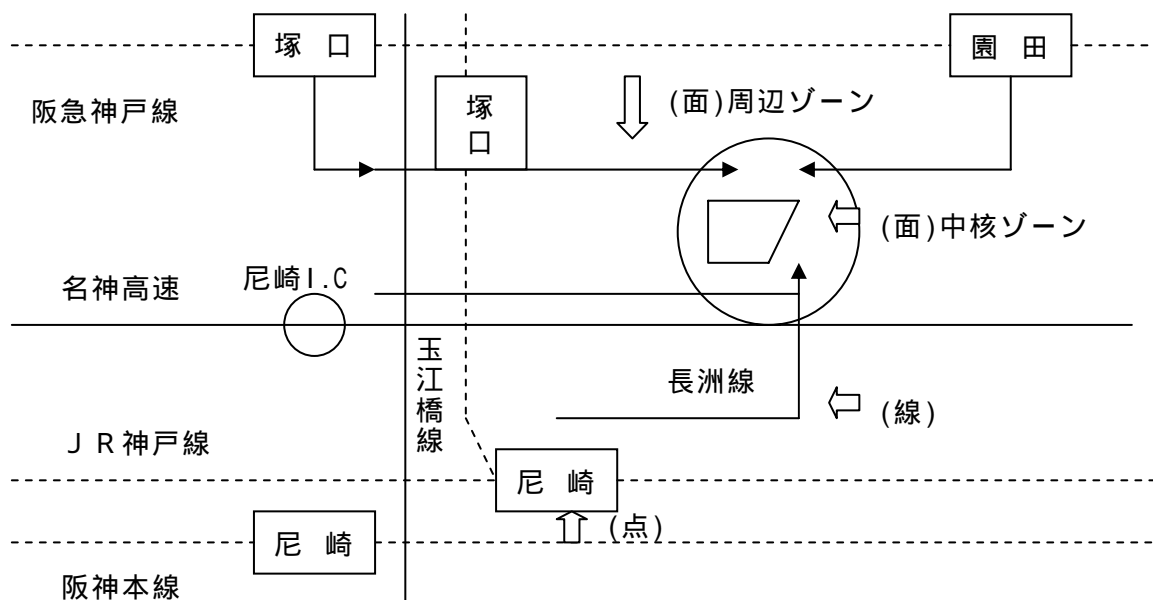 塚 口
園 田
阪急神戸線
塚口
(面)周辺ゾーン
(面)中核ゾーン
尼崎I.C
名神高速
玉江橋線
長洲線
(線)
JR神戸線
尼 崎
(点)
尼 崎
阪神本線